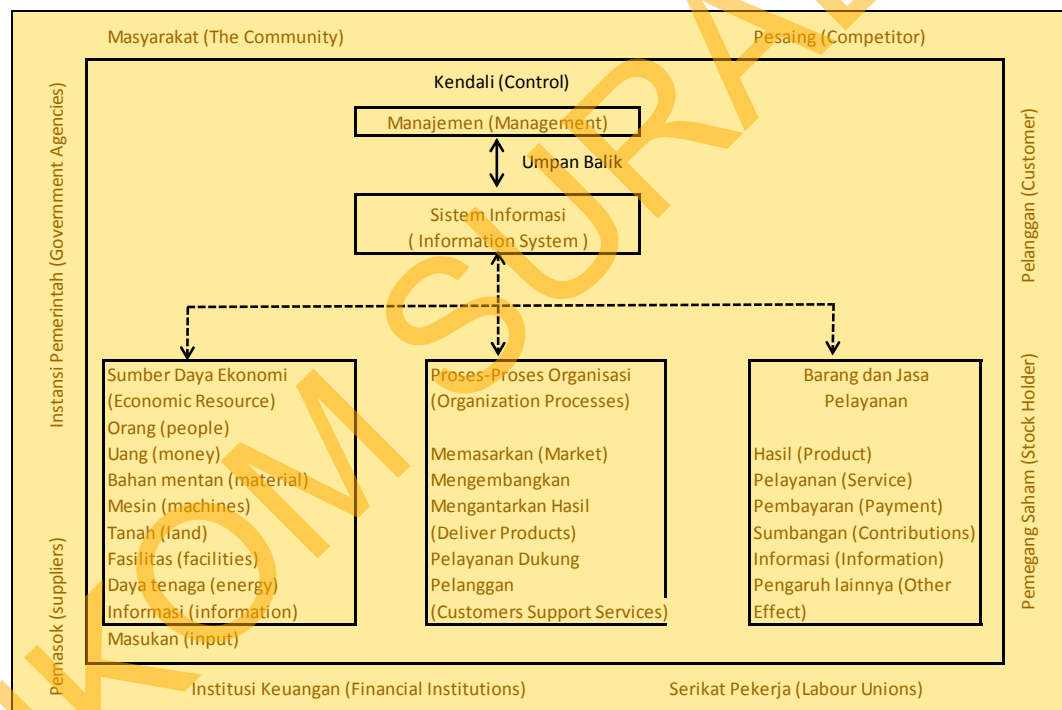 Masyarakat (The Community)
Pesaing (Competitor)
Instansi Pemerintah (Government Agencies)
Pemasok (suppliers)
Kendali (Control)
Manajemen (Management)
Umpan Balik
Sistem Informasi
( Information System )
Sumber Daya Ekonomi
(Economic Resource)
Orang (people)
Uang (money)
Bahan mentan (material)
Mesin (machines)
Tanah (land)
Fasilitas (facilities)
Daya tenaga (energy)
Informasi (information)
Masukan (input)
Proses-Proses Organisasi
(Organization Processes)
Memasarkan (Market)
Mengembangkan
Mengantarkan Hasil
(Deliver Products)
Pelayanan Dukung
Pelanggan
(Customers Support Services)
Barang dan Jasa
Pelayanan
Hasil (Product)
Pelayanan (Service)
Pembayaran (Payment)
Sumbangan (Contributions)
Informasi (Information)
Pengaruh lainnya (Other
Effect)
Pelanggan (Customer)
Pemegang Saham (Stock Holder)
Institusi Keuangan (Financial Institutions)
Serikat Pekerja (Labour Unions)